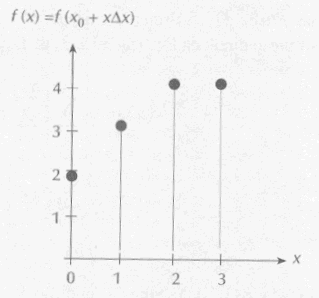 f (x) =f (x₀ + xΔx)
4
3
2
1
x
0 1 2 3